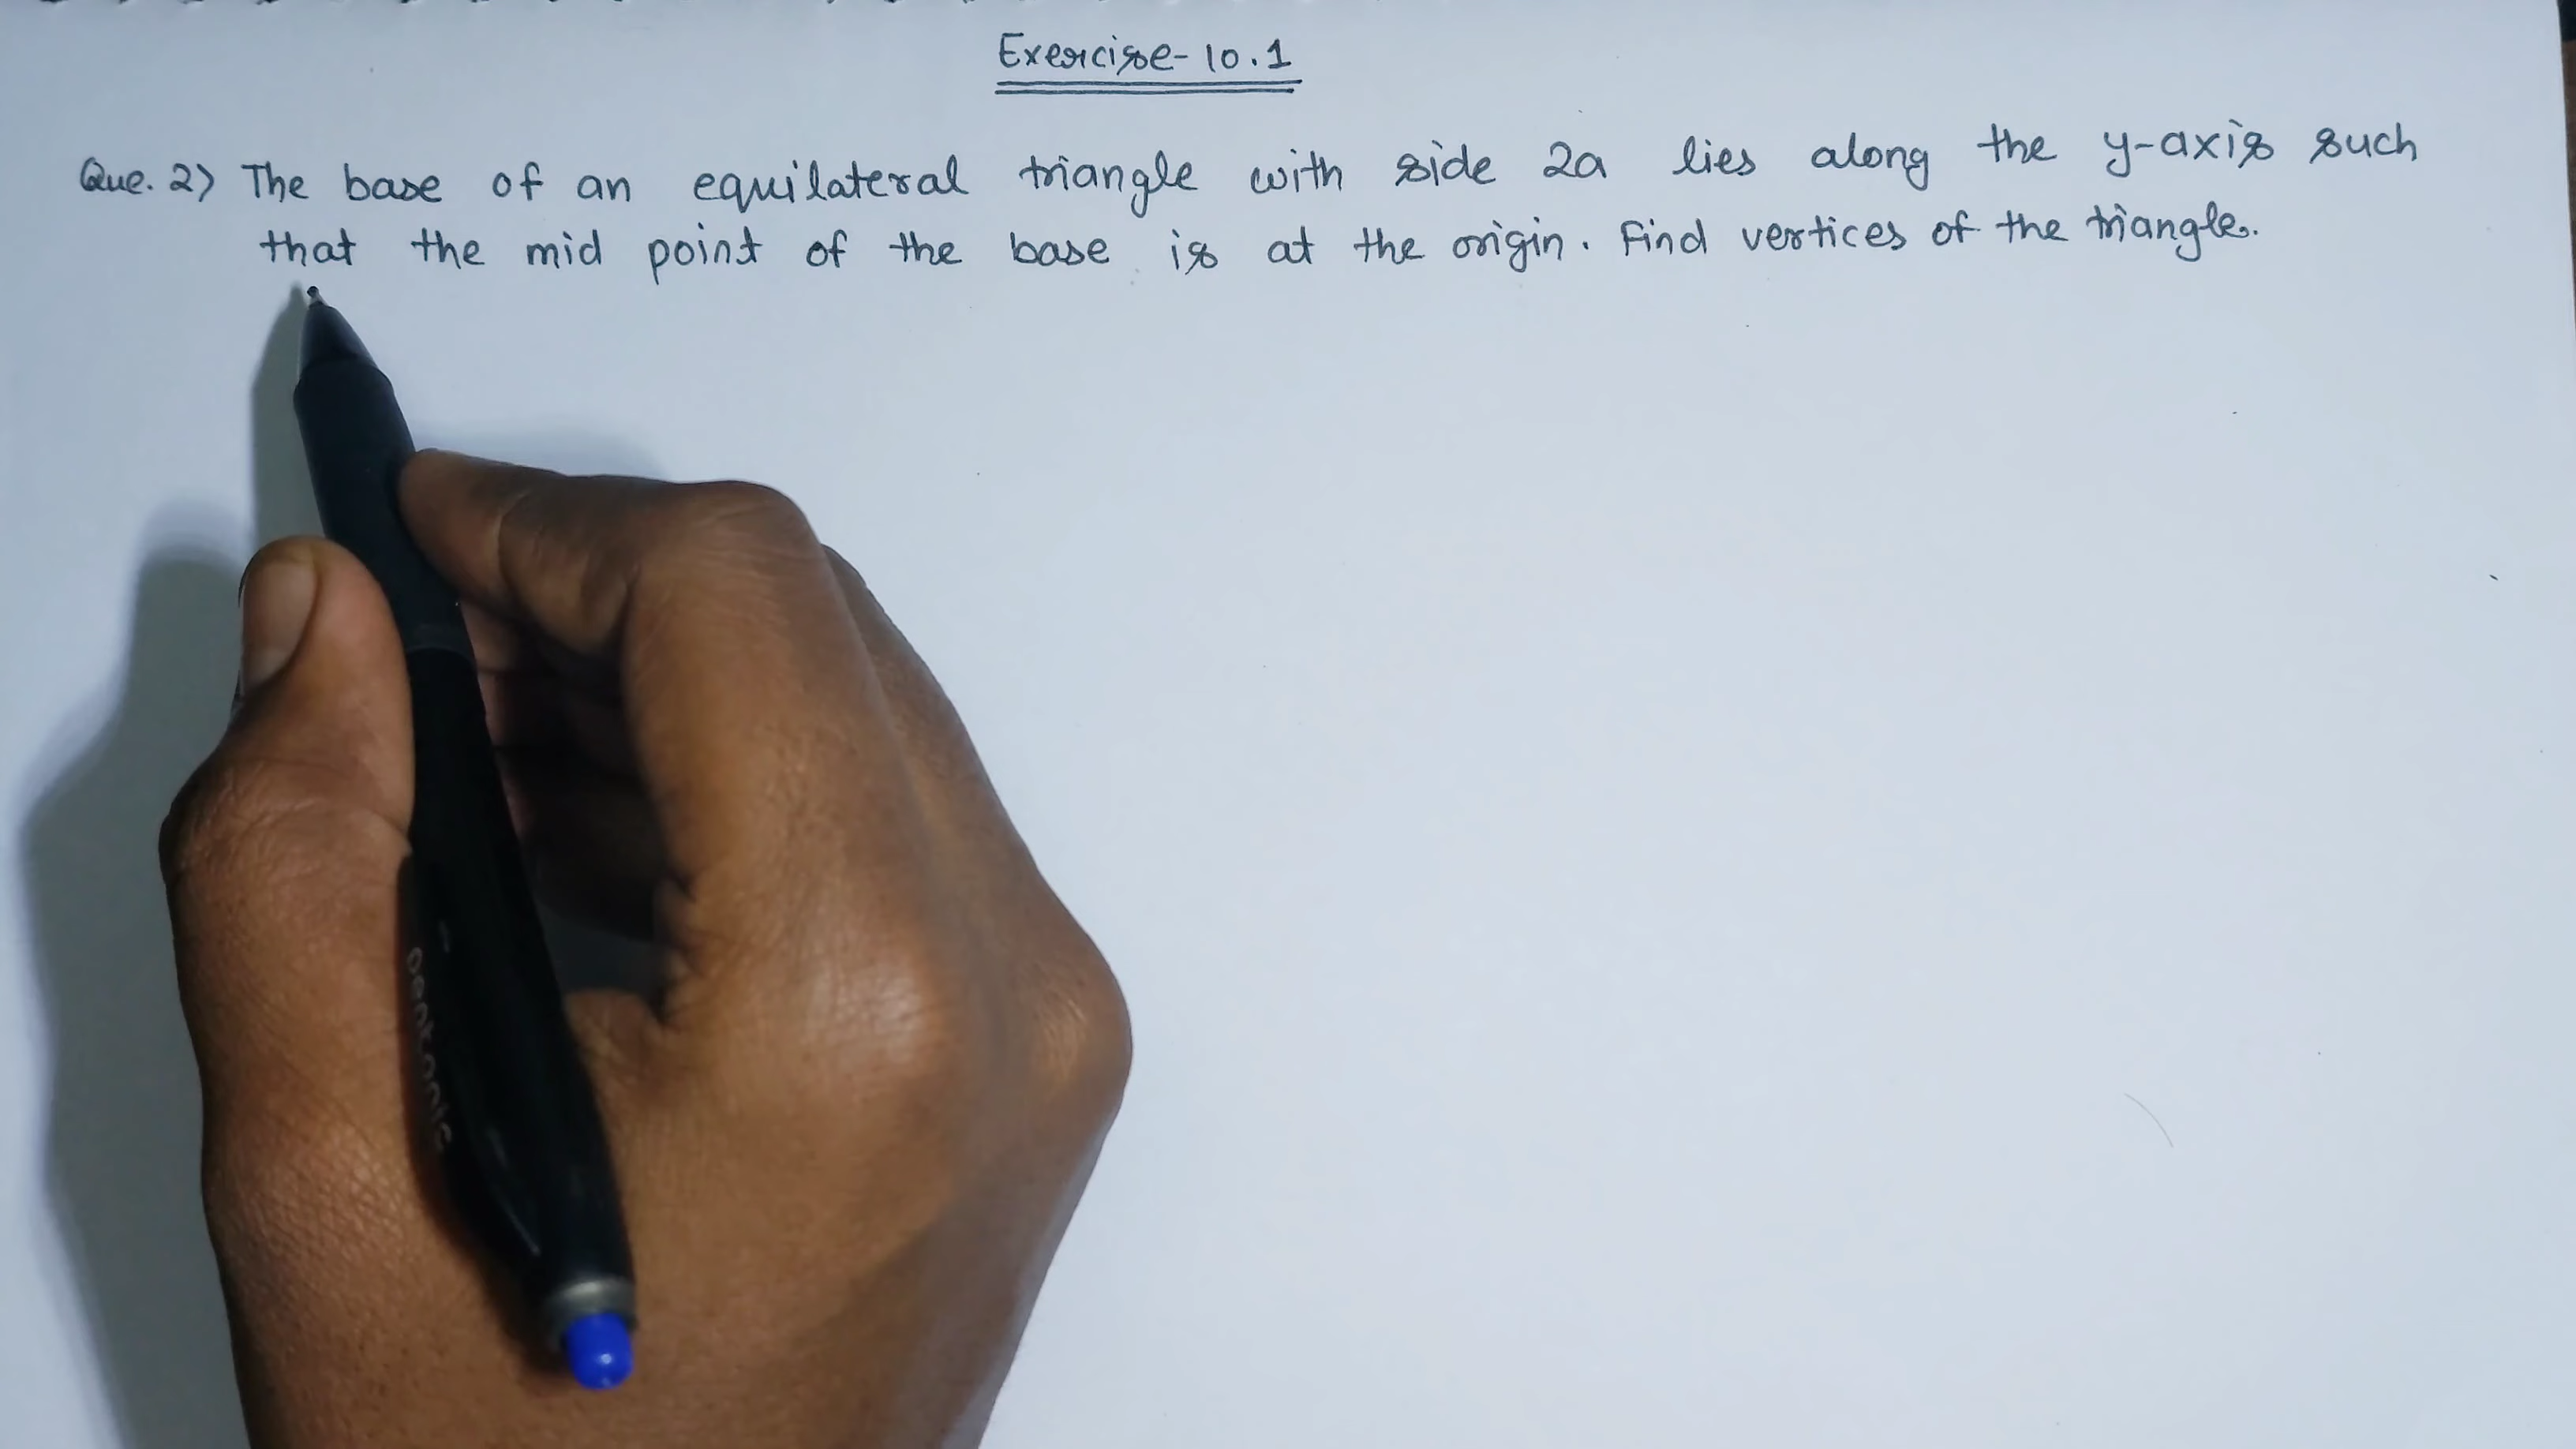 Exercise-10.1
Que. 2) The base of an equilateral triangle with side 2a lies along the y-axis such
that the mid point of the base is at the origin. Find vertices of the triangle.
pentonic